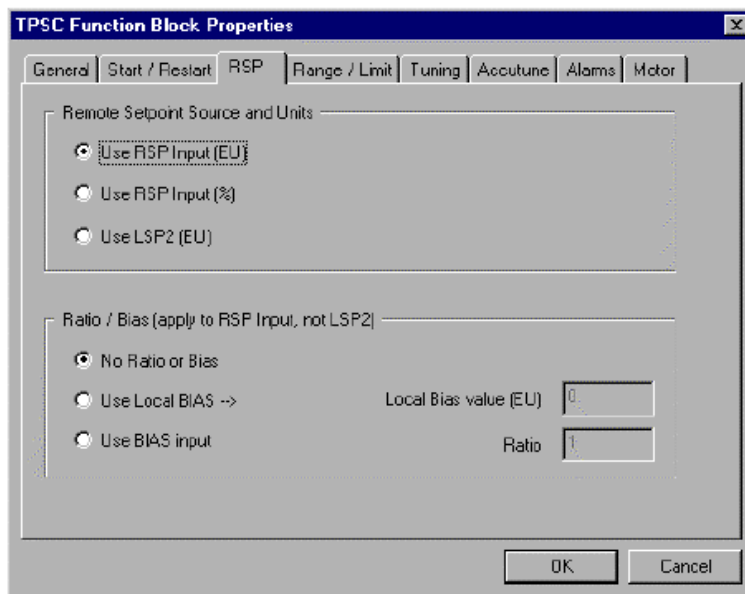 TPSC Function Block Properties
General Start / Restart RSP Range / Limit Tuning Accutune Alarms Motor
Remote Setpoint Source and Units
Use RSP Input (EU)
Use RSP Input (%)
Use LSP2 (EU)
Ratio / Bias (apply to RSP Input, not LSP2)
No Ratio or Bias
Use Local BIAS --> Local Bias value (EU) 0
Use BIAS input Ratio 1
OK Cancel